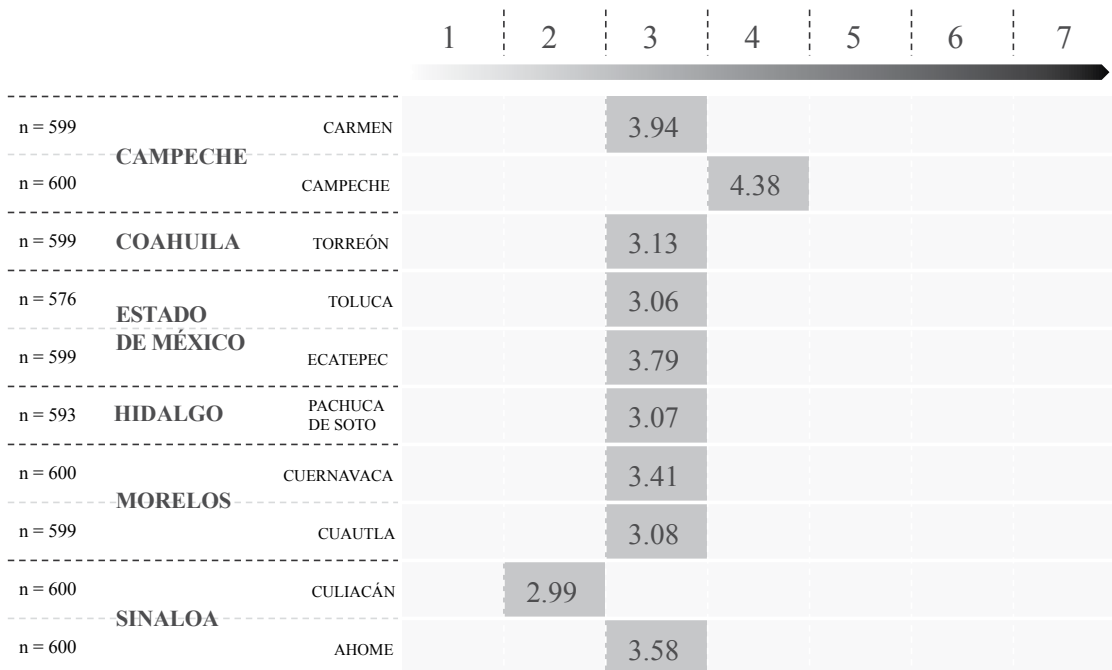 1 2 3 4 5 6 7
n = 599 CARMEN 3.94
CAMPECHE
n = 600 CAMPECHE 4.38
n = 599 COAHUILA TORREÓN 3.13
n = 576 TOLUCA 3.06
ESTADO
DE MÉXICO
n = 599 ECATEPEC 3.79
n = 593 HIDALGO PACHUCA
DE SOTO 3.07
n = 600 CUERNAVACA 3.41
MORELOS
n = 599 CUAUTLA 3.08
n = 600 CULIACÁN 2.99
SINALOA
n = 600 AHOME 3.58